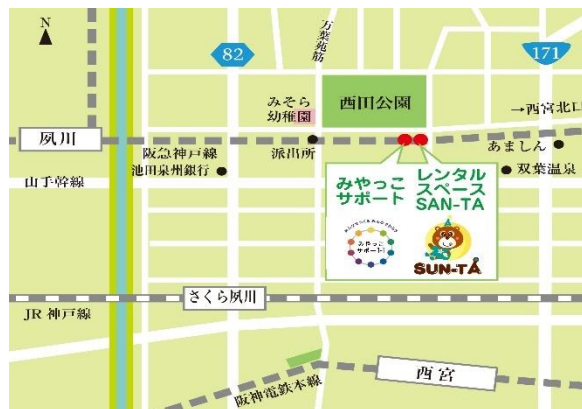 N
82
万葉苑筋
171
みそら
幼稚園
西田公園
→西宮北口
夙川
阪急神戸線
派出所
あましん
池田泉州銀行
双葉温泉
山手幹線
みやっこ
サポート
レンタル
スペース
SAN-TA
みやっこ
サポート
SUN-TA
さくら夙川
JR 神戸線
西宮
阪神電鉄本線